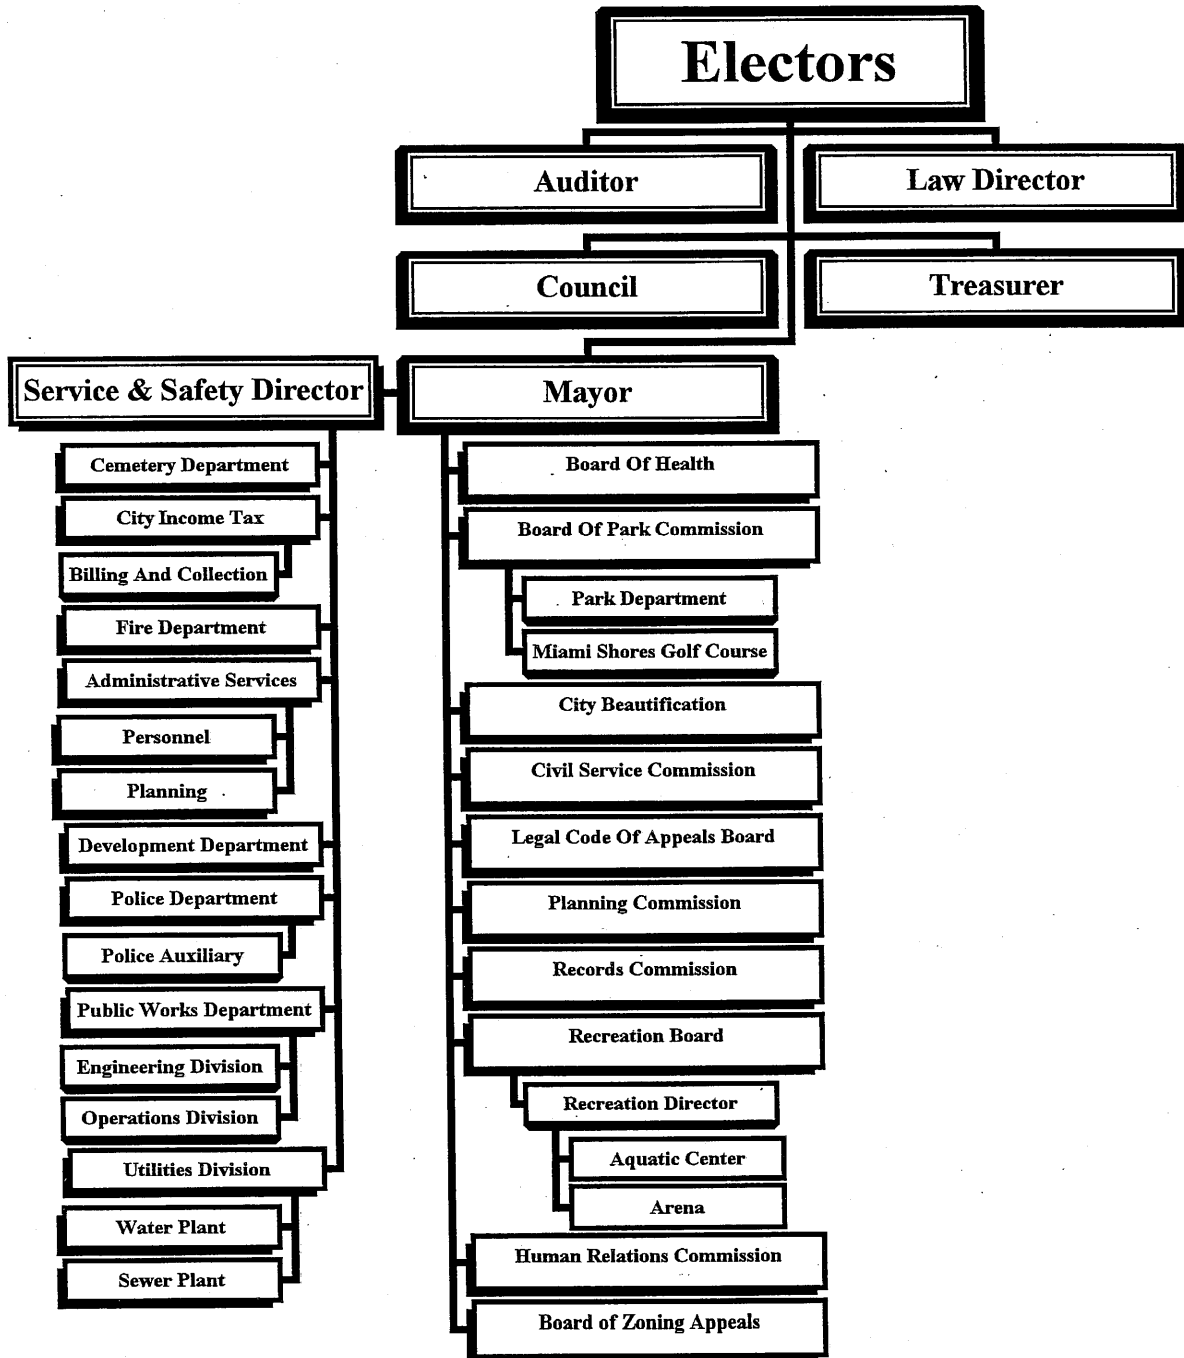 Electors
Auditor
Law Director
Council
Treasurer
Service & Safety Director
Mayor
Cemetery Department
City Income Tax
Billing And Collection
Fire Department
Administrative Services
Personnel
Planning
Development Department
Police Department
Police Auxiliary
Public Works Department
Engineering Division
Operations Division
Utilities Division
Water Plant
Sewer Plant
Board Of Health
Board Of Park Commission
Park Department
Miami Shores Golf Course
City Beautification
Civil Service Commission
Legal Code Of Appeals Board
Planning Commission
Records Commission
Recreation Board
Recreation Director
Aquatic Center
Arena
Human Relations Commission
Board of Zoning Appeals